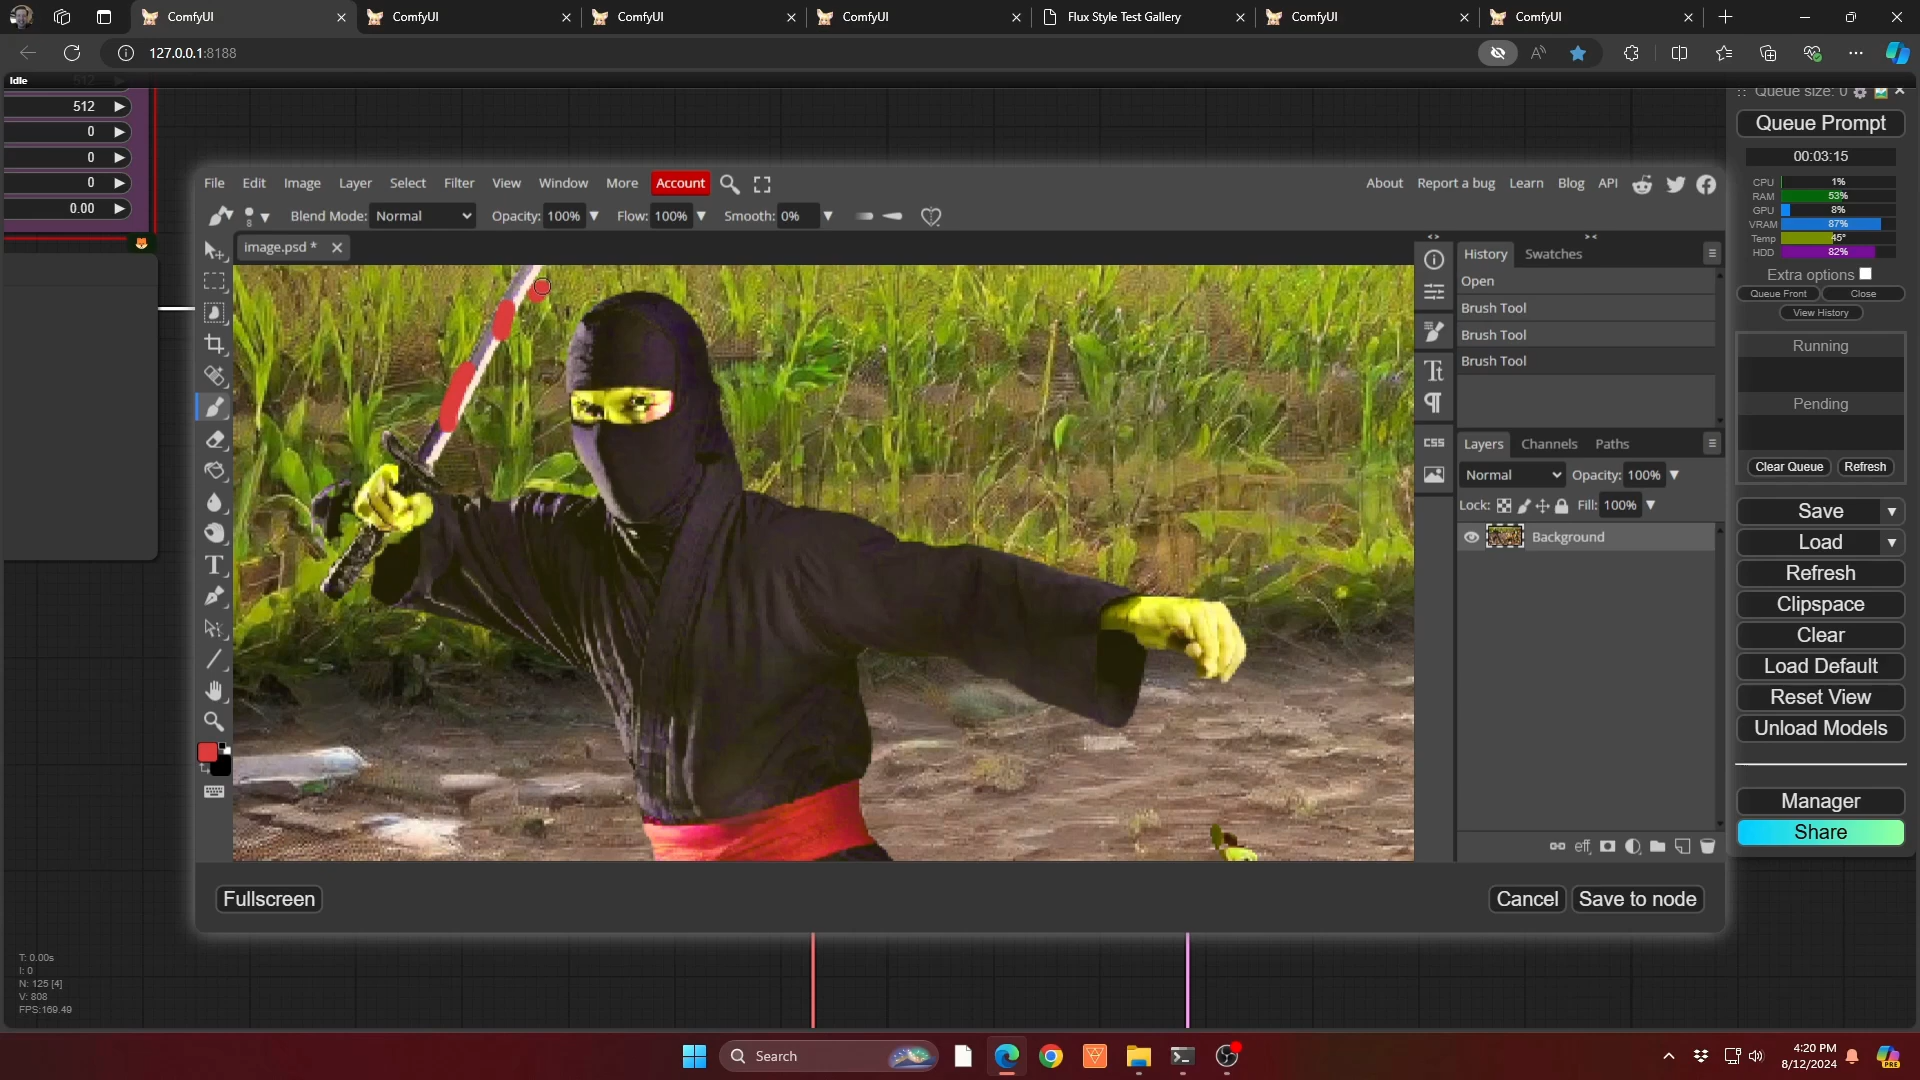 ComfyUI
ComfyUI
ComfyUI
ComfyUI
Flux Style Test Gallery
ComfyUI
ComfyUI
127.0.0.1:8188
Idle
512
512
0
0
0
0.00
Queue size: 0
Queue Prompt
00:03:15
CPU 1%
RAM 53%
GPU 8%
VRAM 87%
Temp 45°
HDD 82%
Extra options
Queue Front
Close
View History
Running
Pending
Clear Queue
Refresh
Save
Load
Refresh
Clipspace
Clear
Load Default
Reset View
Unload Models
Manager
Share
File Edit Image Layer Select Filter View Window More Account
About Report a bug Learn Blog API
8
Blend Mode: Normal Opacity: 100% Flow: 100% Smooth: 0%
image.psd *
CSS
History Swatches
Open
Brush Tool
Brush Tool
Brush Tool
Layers Channels Paths
Normal Opacity: 100%
Lock: Fill: 100%
Background
eff
Fullscreen
Cancel
Save to node
T: 0.00s
I: 0
N: 125 [4]
V: 808
FPS:169.49
Search
4:20 PM
8/12/2024
PRE